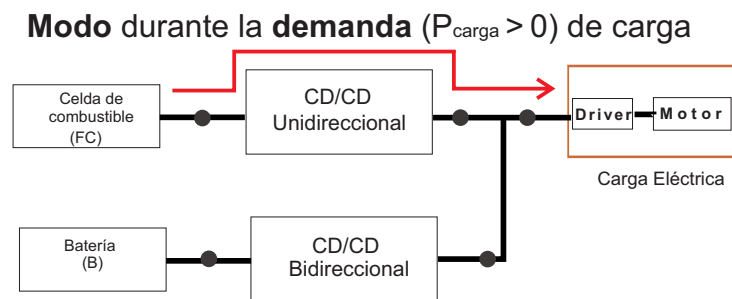 Modo durante la demanda (Pcarga > 0) de carga
Celda de
combustible
(FC)
CD/CD
Unidireccional
Driver
Motor
Carga Eléctrica
Batería
(B)
CD/CD
Bidireccional